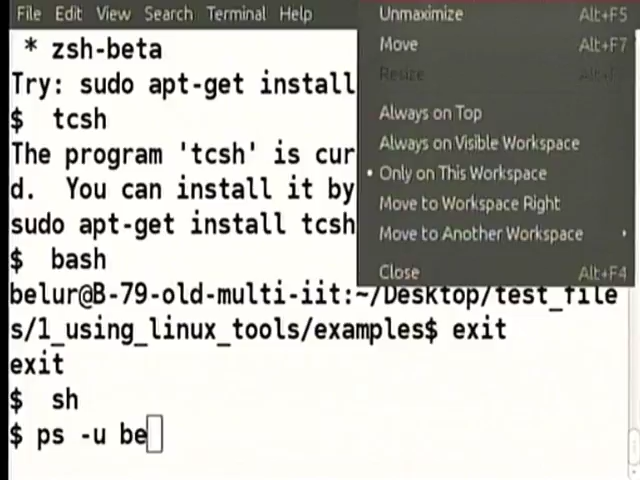 File Edit View Search Terminal Help
Unmaximize Alt+F5
Move Alt+F7
Resize
Always on Top
Always on Visible Workspace
• Only on This Workspace
Move to Workspace Right
Move to Another Workspace
Close Alt+F4
* zsh-beta
Try: sudo apt-get install
$ tcsh
The program 'tcsh' is cur
d. You can install it by
sudo apt-get install tcsh
$ bash
belur@B-79-old-multi-iit:~/Desktop/test_file
s/1_using_linux_tools/examples$ exit
exit
$ sh
$ ps -u be